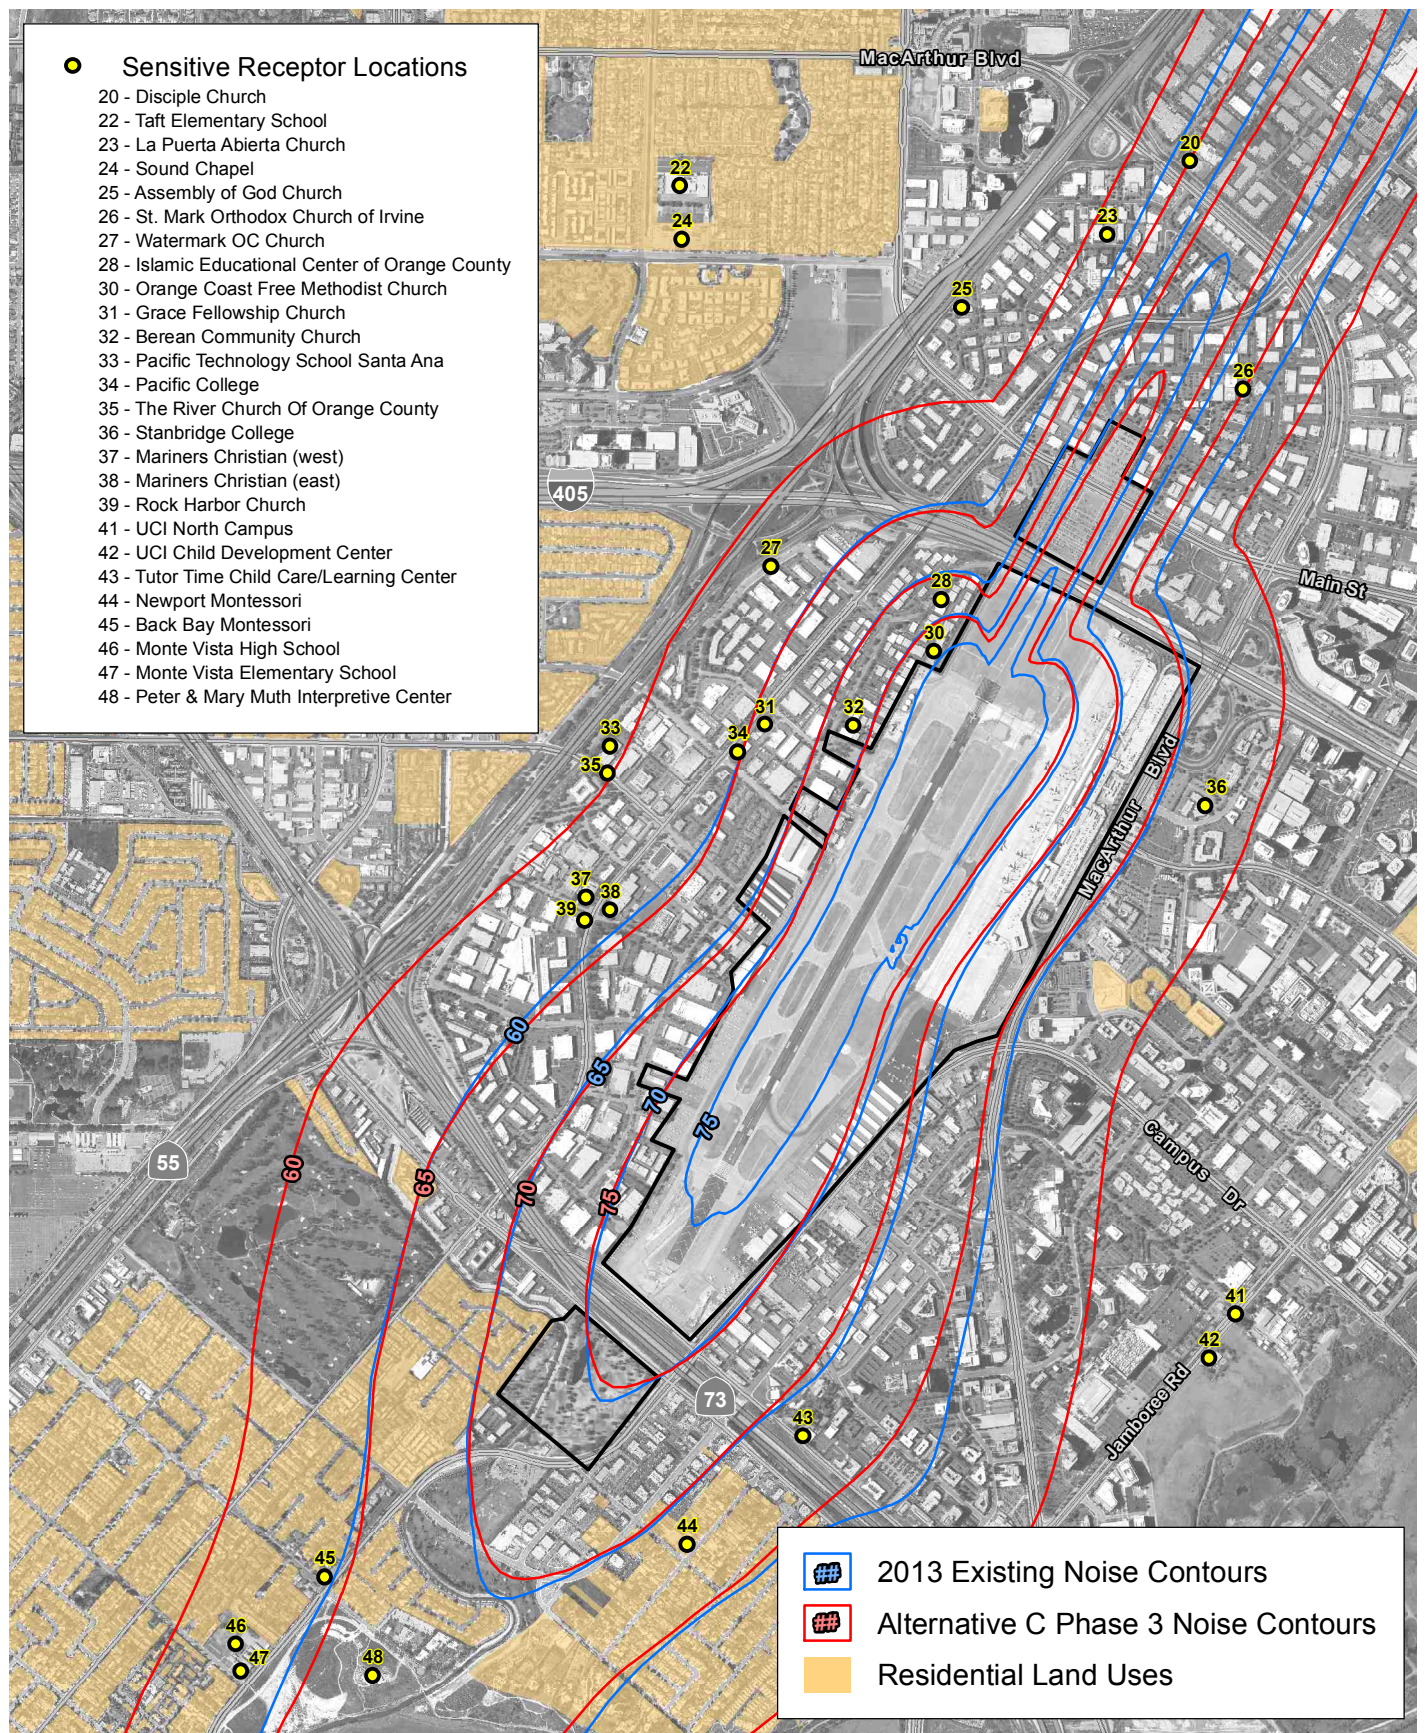 Sensitive Receptor Locations
20 - Disciple Church
22 - Taft Elementary School
23 - La Puerta Abierta Church
24 - Sound Chapel
25 - Assembly of God Church
26 - St. Mark Orthodox Church of Irvine
27 - Watermark OC Church
28 - Islamic Educational Center of Orange County
30 - Orange Coast Free Methodist Church
31 - Grace Fellowship Church
32 - Berean Community Church
33 - Pacific Technology School Santa Ana
34 - Pacific College
35 - The River Church Of Orange County
36 - Stanbridge College
37 - Mariners Christian (west)
38 - Mariners Christian (east)
39 - Rock Harbor Church
41 - UCI North Campus
42 - UCI Child Development Center
43 - Tutor Time Child Care/Learning Center
44 - Newport Montessori
45 - Back Bay Montessori
46 - Monte Vista High School
47 - Monte Vista Elementary School
48 - Peter & Mary Muth Interpretive Center
MacArthur Blvd
20
22
23
24
25
26
405
27
28
Main St
30
31
32
33
34
35
36
MacArthur Blvd
37
38
39
60
65
70
75
Campus Dr
55
60
65
70
75
41
42
Jamboree Rd
73
43
44
45
46
47
48
## 2013 Existing Noise Contours
## Alternative C Phase 3 Noise Contours
Residential Land Uses